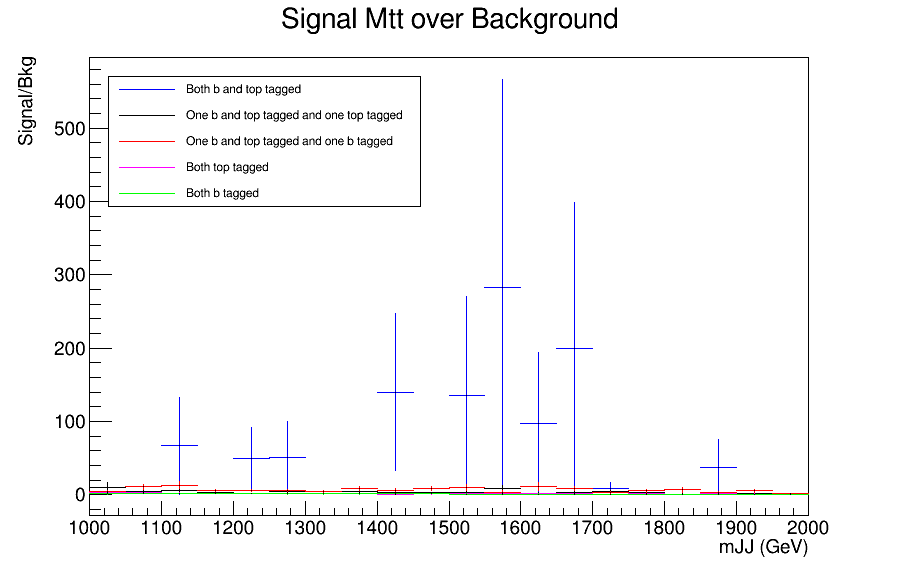 Signal Mtt over Background
Signal/Bkg
Both b and top tagged
One b and top tagged and one top tagged
One b and top tagged and one b tagged
Both top tagged
Both b tagged
500
400
300
200
100
0
1000 1100 1200 1300 1400 1500 1600 1700 1800 1900 2000
mJJ (GeV)